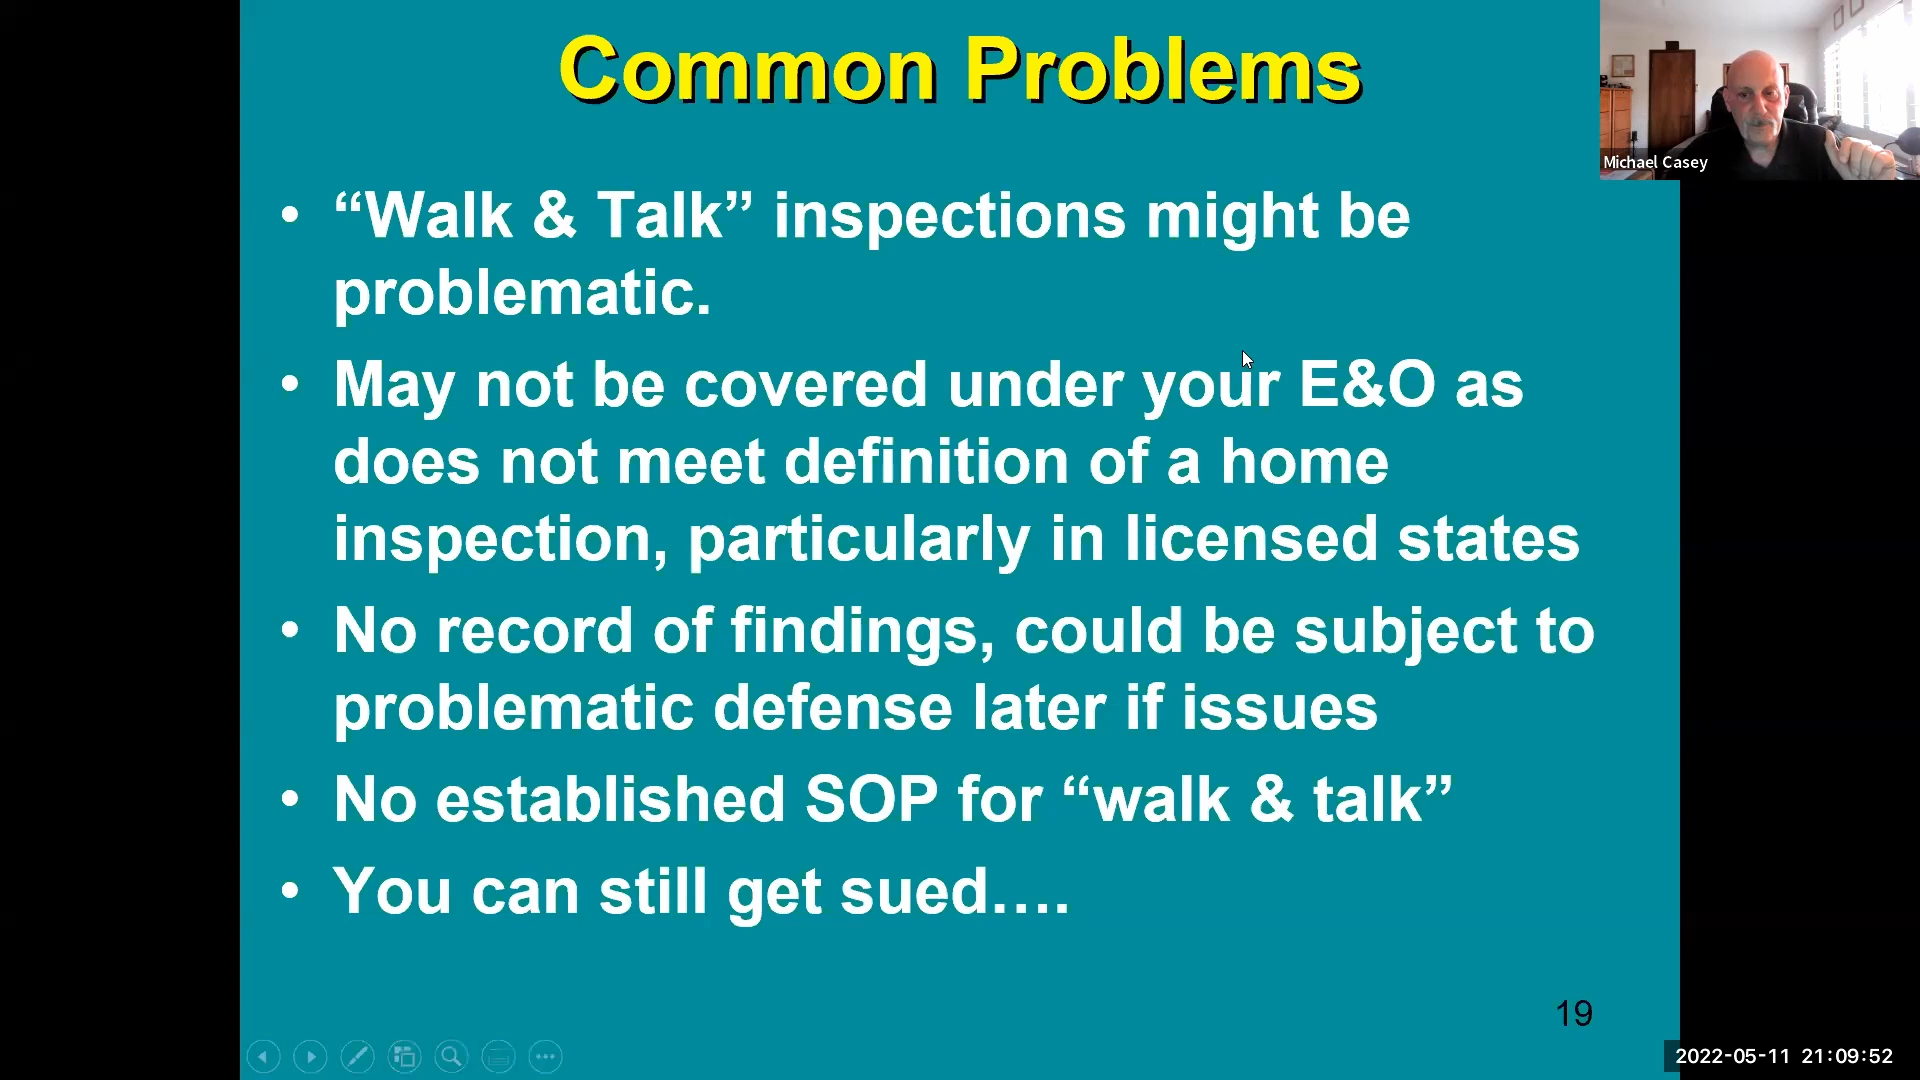 Common Problems
Michael Casey
• “Walk & Talk” inspections might be
problematic.
• May not be covered under your E&O as
does not meet definition of a home
inspection, particularly in licensed states
• No record of findings, could be subject to
problematic defense later if issues
• No established SOP for “walk & talk”
• You can still get sued….
19
2022-05-11 21:09:52